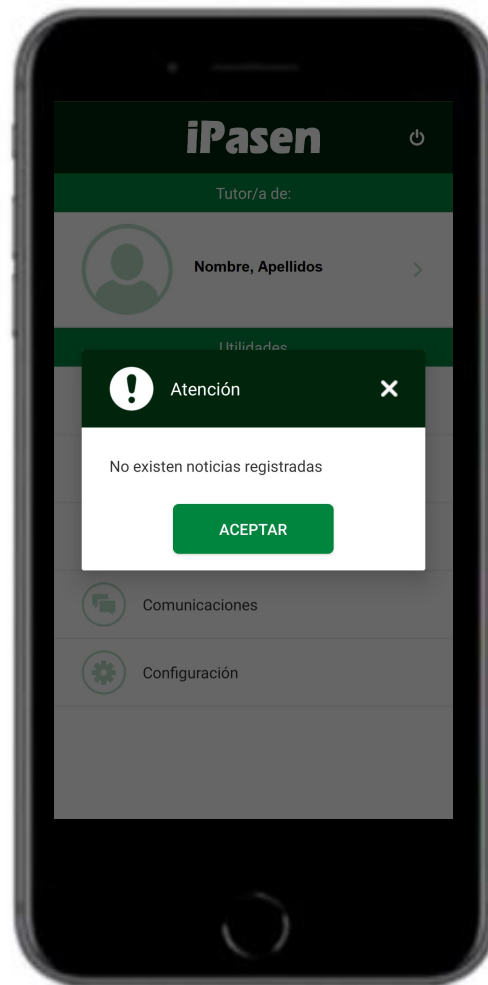 iPasen
Tutor/a de:
Nombre, Apellidos
Utilidades
Atención
No existen noticias registradas
ACEPTAR
Comunicaciones
Configuración